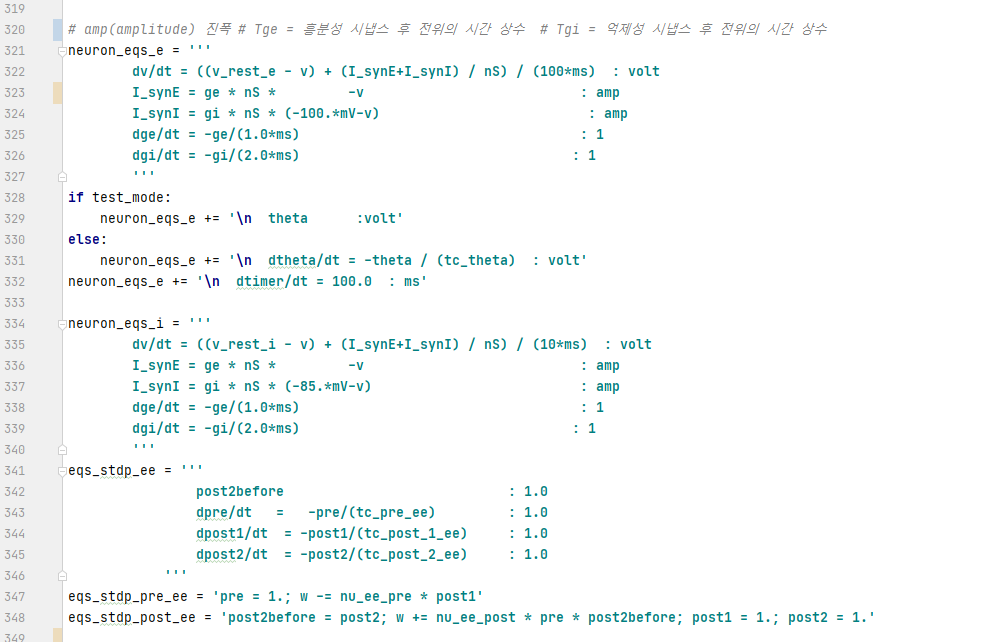 319
320 # amp(amplitude) 진폭 # Tge = 흥분성 시냅스 후 전위의 시간 상수  # Tgi = 억제성 시냅스 후 전위의 시간 상수
321 neuron_eqs_e = '''
322         dv/dt = ((v_rest_e - v) + (I_synE+I_synI) / nS) / (100*ms)  : volt
323         I_synE = ge * nS *         -v                           : amp
324         I_synI = gi * nS * (-100.*mV-v)                          : amp
325         dge/dt = -ge/(1.0*ms)                                   : 1
326         dgi/dt = -gi/(2.0*ms)                                  : 1
327         '''
328 if test_mode:
329     neuron_eqs_e += '\n  theta      :volt'
330 else:
331     neuron_eqs_e += '\n  dtheta/dt = -theta / (tc_theta)  : volt'
332 neuron_eqs_e += '\n  dtimer/dt = 100.0  : ms'
333
334 neuron_eqs_i = '''
335         dv/dt = ((v_rest_i - v) + (I_synE+I_synI) / nS) / (10*ms)  : volt
336         I_synE = ge * nS *         -v                           : amp
337         I_synI = gi * nS * (-85.*mV-v)                          : amp
338         dge/dt = -ge/(1.0*ms)                                   : 1
339         dgi/dt = -gi/(2.0*ms)                                  : 1
340         '''
341 eqs_stdp_ee = '''
342                 post2before                            : 1.0
343                 dpre/dt   =   -pre/(tc_pre_ee)         : 1.0
344                 dpost1/dt  = -post1/(tc_post_1_ee)     : 1.0
345                 dpost2/dt  = -post2/(tc_post_2_ee)     : 1.0
346             '''
347 eqs_stdp_pre_ee = 'pre = 1.; w -= nu_ee_pre * post1'
348 eqs_stdp_post_ee = 'post2before = post2; w += nu_ee_post * pre * post2before; post1 = 1.; post2 = 1.'
349